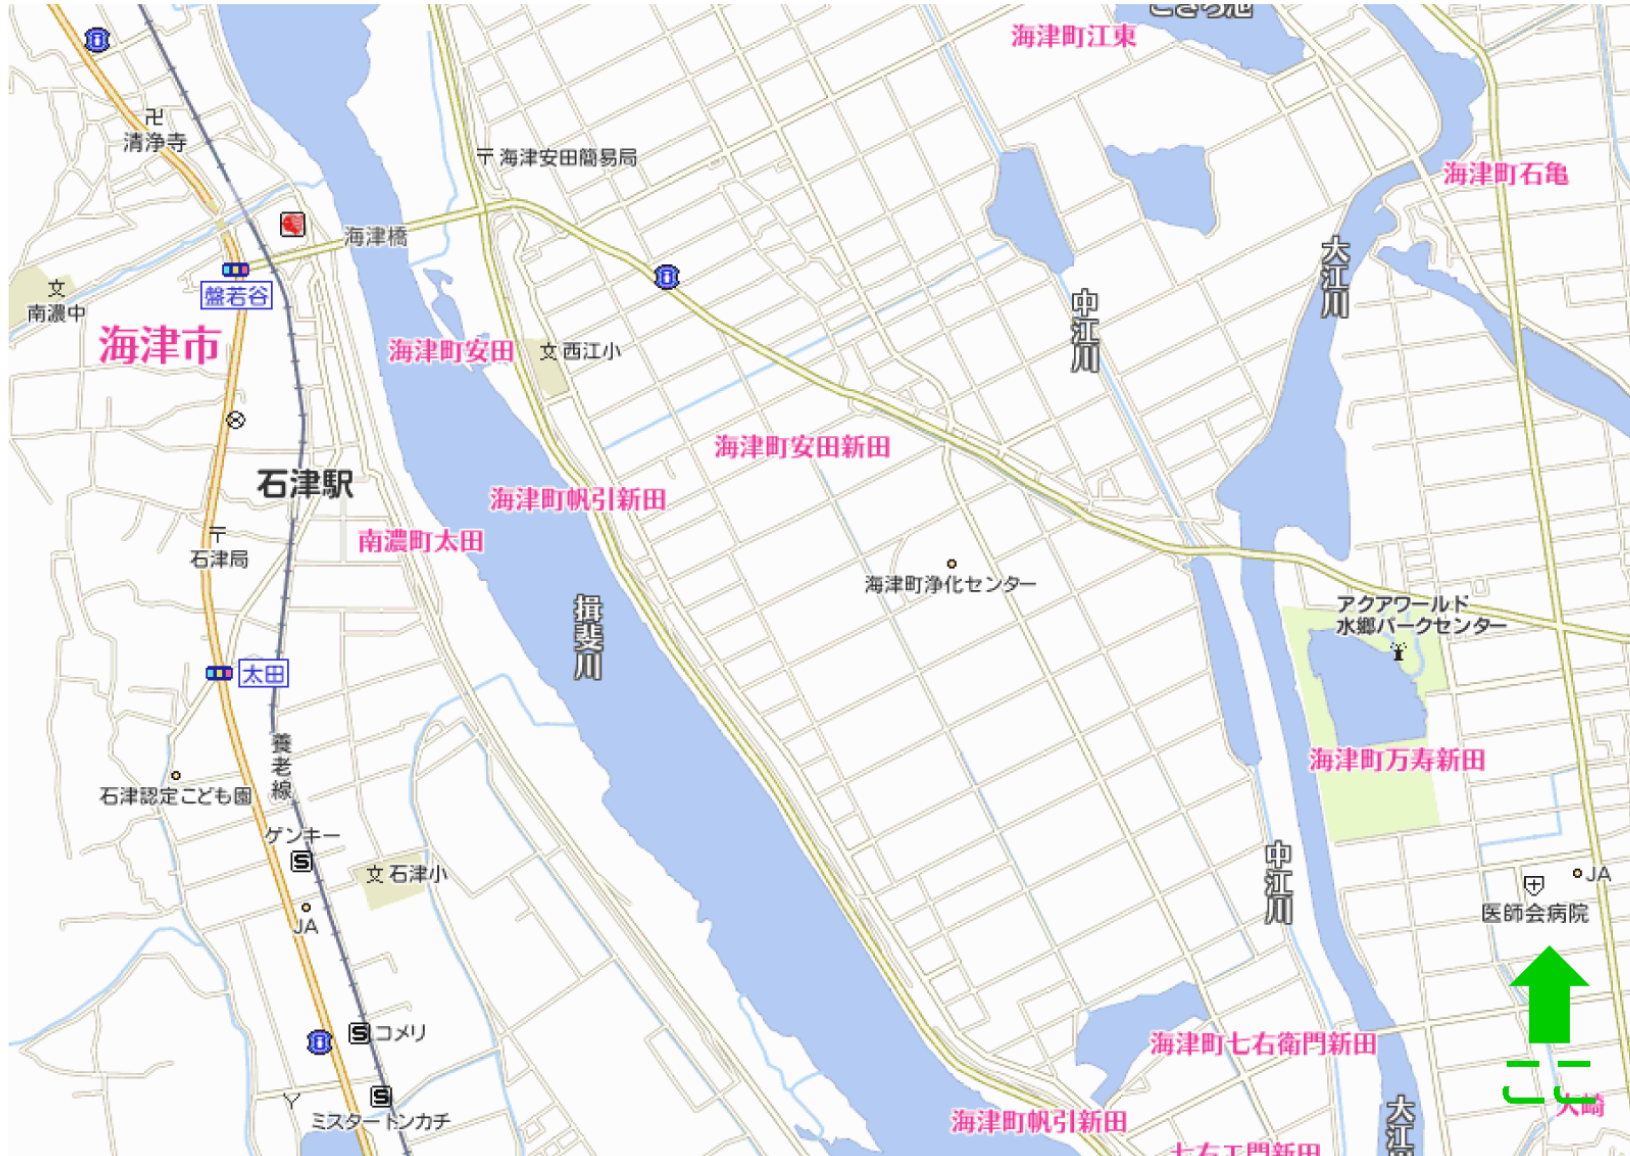 海津町江東
清浄寺
海津安田簡易局
海津町石亀
海津橋
大江川
盤若谷
南濃中
海津市
海津町安田
西江小
中江川
海津町安田新田
石津駅
海津町帆引新田
南濃町太田
石津局
海津町浄化センター
揖斐川
アクアワールド
水郷パークセンター
太田
養老線
海津町万寿新田
石津認定こども園
ゲンキー
石津小
中江川
JA
医師会病院
JA
コメリ
海津町七右衛門新田
ここ
大崎
ミスタートンカチ
海津町帆引新田
大江